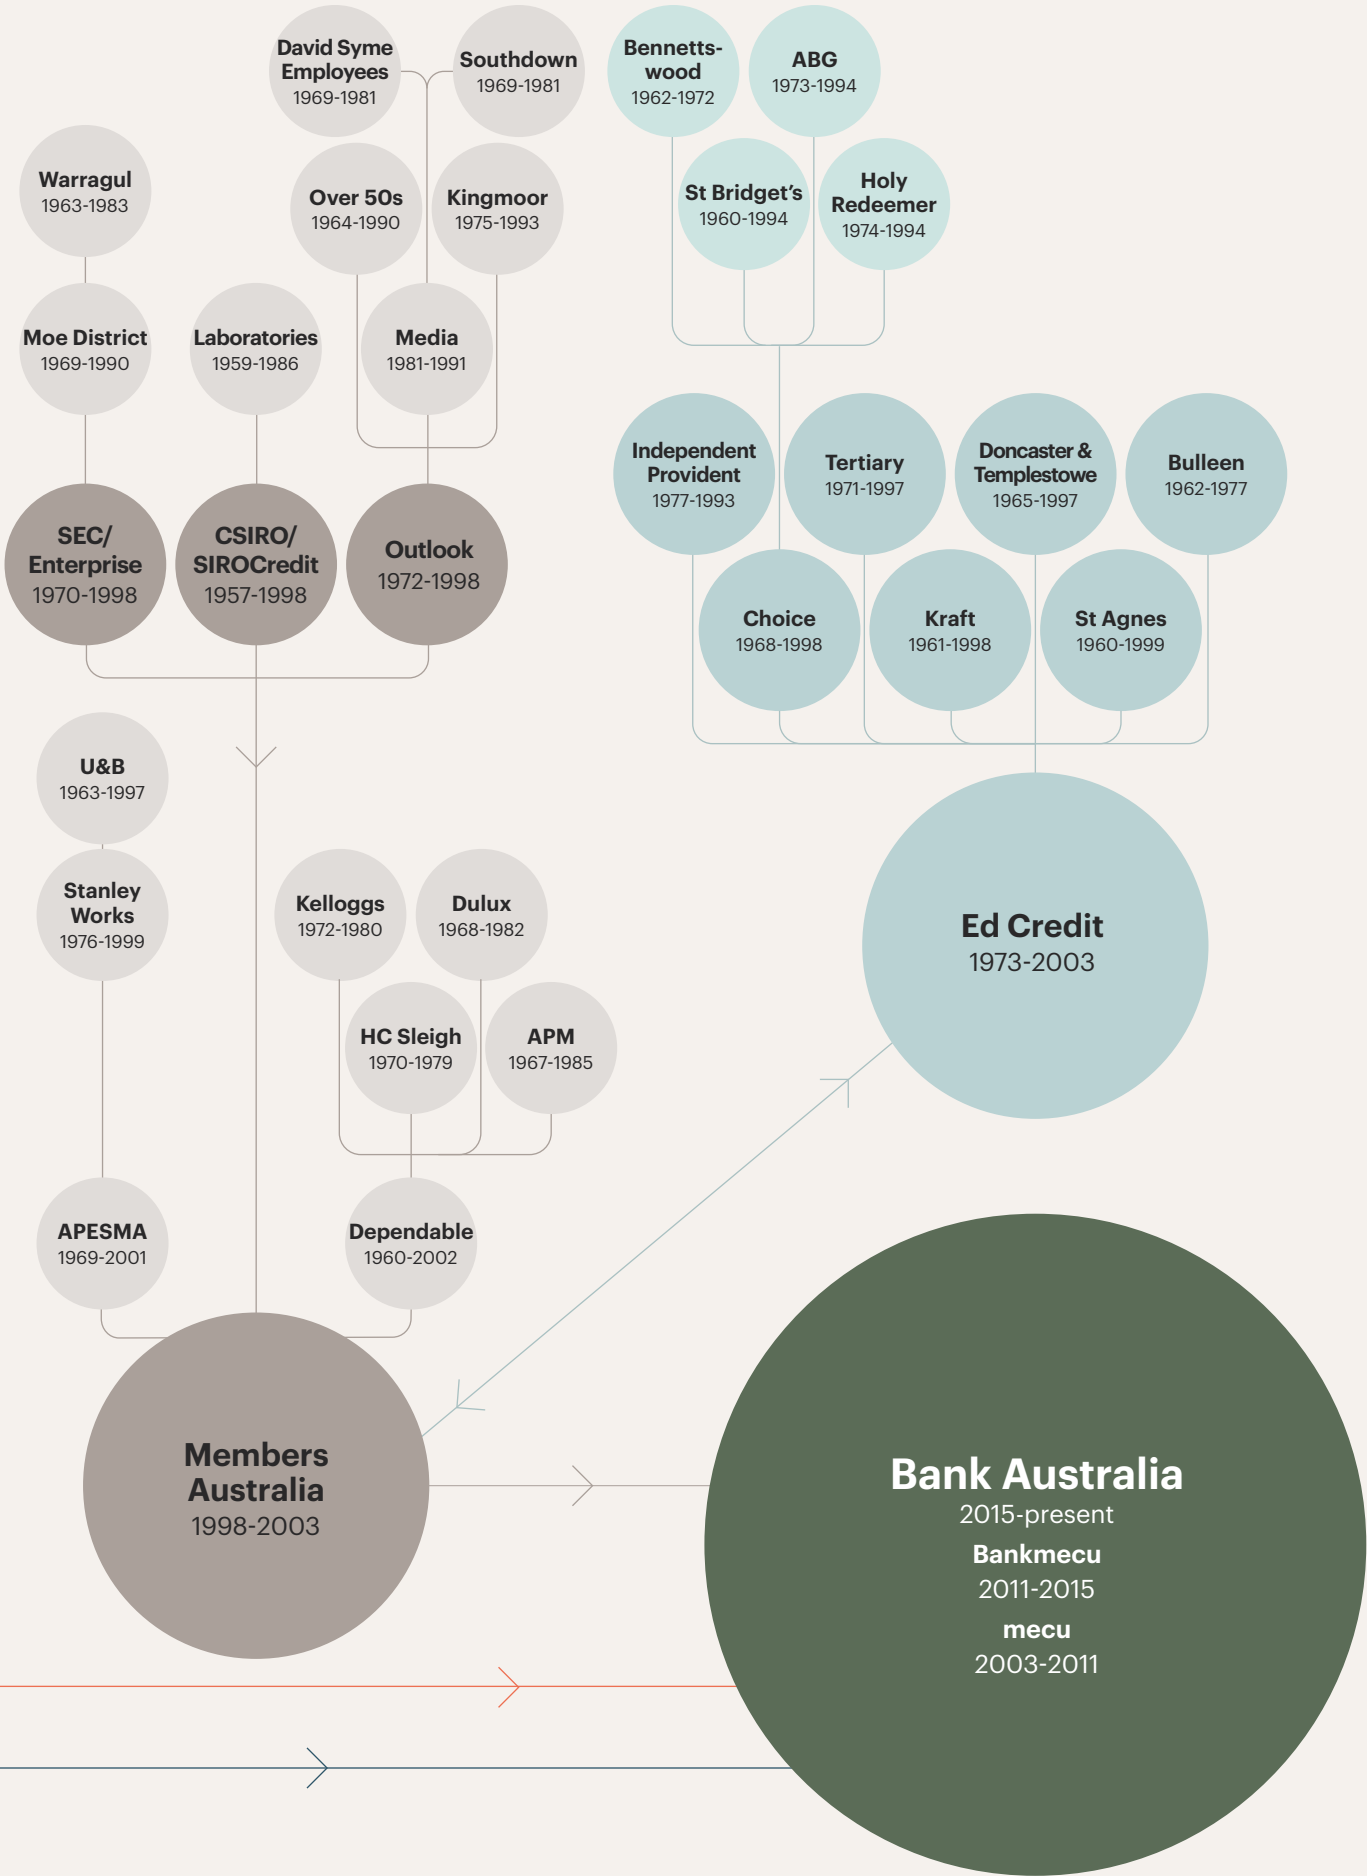 David Syme
Employees
1969-1981
Southdown
1969-1981
Bennetts-
wood
1962-1972
ABG
1973-1994
Warragul
1963-1983
Over 50s
1964-1990
Kingmoor
1975-1993
St Bridget’s
1960-1994
Holy
Redeemer
1974-1994
Moe District
1969-1990
Laboratories
1959-1986
Media
1981-1991
Independent
Provident
1977-1993
Tertiary
1971-1997
Doncaster &
Templestowe
1965-1997
Bulleen
1962-1977
SEC/
Enterprise
1970-1998
CSIRO/
SIROCredit
1957-1998
Outlook
1972-1998
Choice
1968-1998
Kraft
1961-1998
St Agnes
1960-1999
U&B
1963-1997
Stanley
Works
1976-1999
Kelloggs
1972-1980
Dulux
1968-1982
Ed Credit
1973-2003
HC Sleigh
1970-1979
APM
1967-1985
APESMA
1969-2001
Dependable
1960-2002
Members
Australia
1998-2003
Bank Australia
2015-present
Bankmecu
2011-2015
mecu
2003-2011